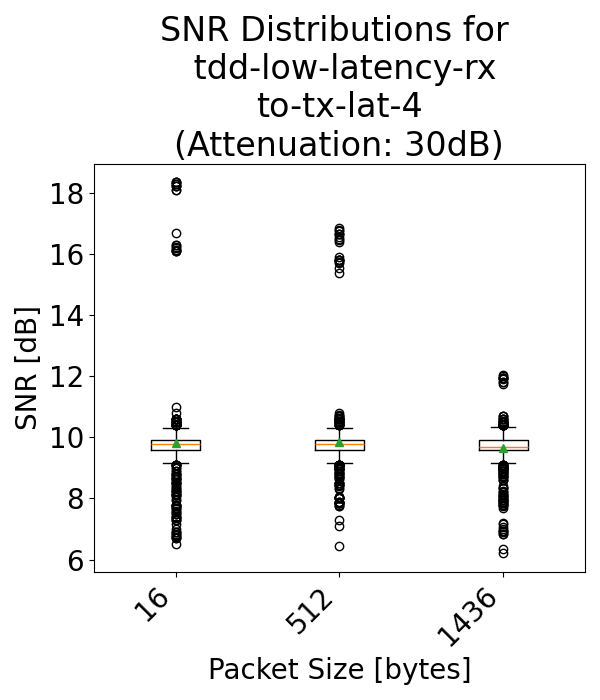 SNR Distributions for
tdd-low-latency-rx
to-tx-lat-4
(Attenuation: 30dB)
SNR [dB]
18
16
14
12
10
8
6
16
512
1436
Packet Size [bytes]